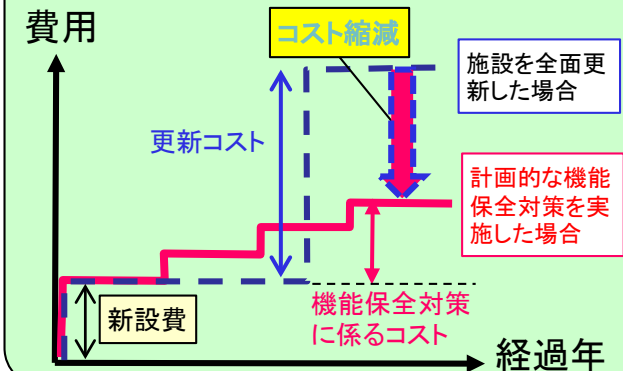 費用
コスト縮減
施設を全面更
新した場合
更新コスト
計画的な機能
保全対策を実
施した場合
新設費
機能保全対策
に係るコスト
経過年